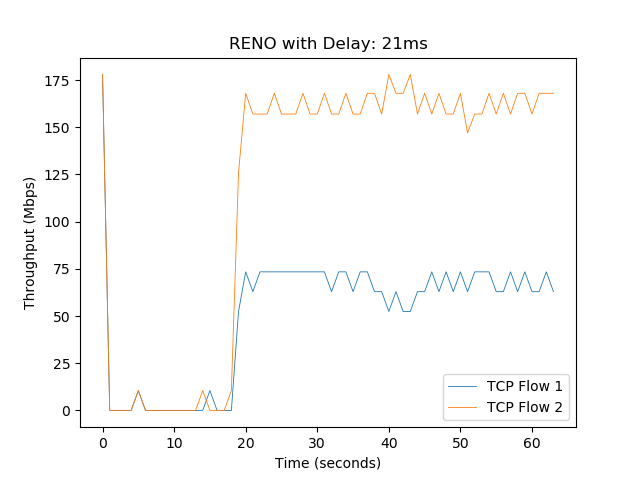 RENO with Delay: 21ms
Throughput (Mbps)
175
150
125
100
75
50
25
0
0 10 20 30 40 50 60
Time (seconds)
TCP Flow 1
TCP Flow 2